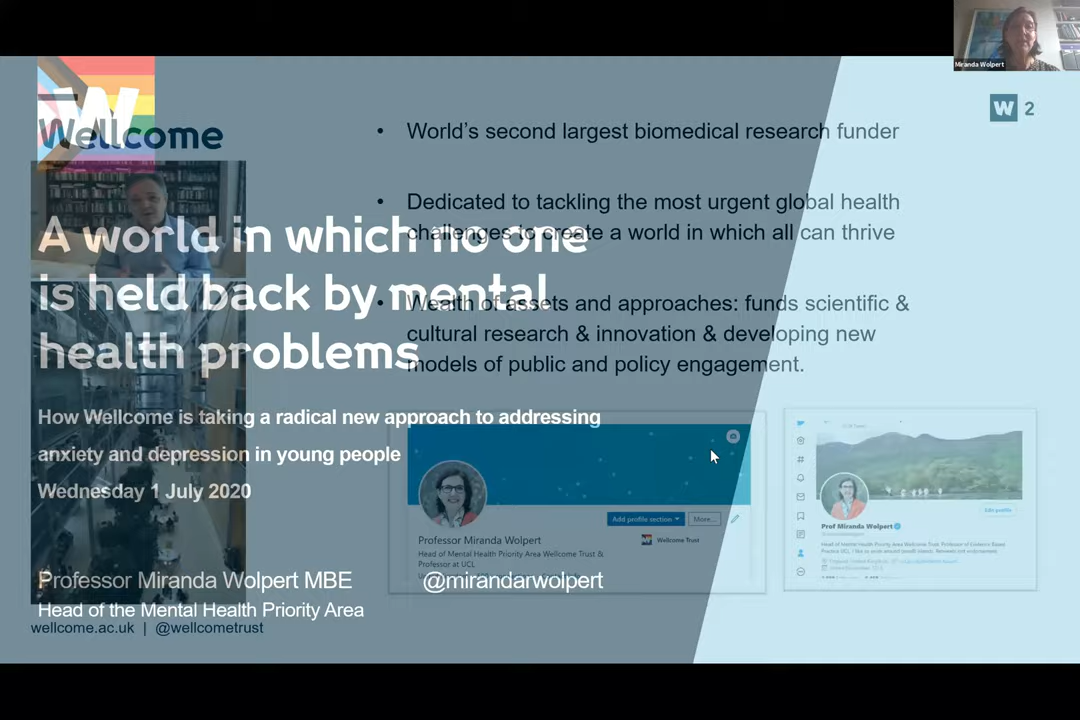 Miranda Wolpert
W 2
W
Wellcome
A world in which no one
is held back by mental
health problems
How Wellcome is taking a radical new approach to addressing
anxiety and depression in young people
Wednesday 1 July 2020
Professor Miranda Wolpert MBE
@mirandarwolpert
Head of the Mental Health Priority Area
wellcome.ac.uk | @wellcometrust
• World's second largest biomedical research funder
• Dedicated to tackling the most urgent global health
challenges to create a world in which all can thrive
• Wealth of assets and approaches: funds scientific &
cultural research & innovation & developing new
models of public and policy engagement.
Add profile section
More...
Professor Miranda Wolpert
Wellcome Trust
Head of Mental Health Priority Area Wellcome Trust &
Professor at UCL
Edit profile
Prof Miranda Wolpert